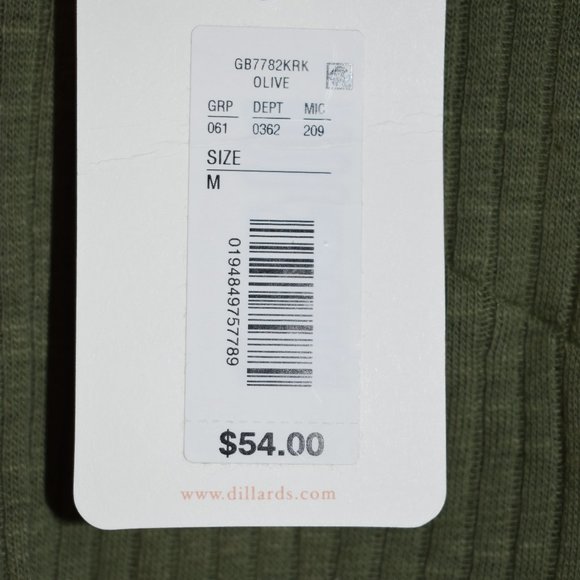 GB7782KRK
OLIVE
GRP DEPT MIC
061 0362 209
SIZE
M
0194849757789
$54.00
www.dillards.com